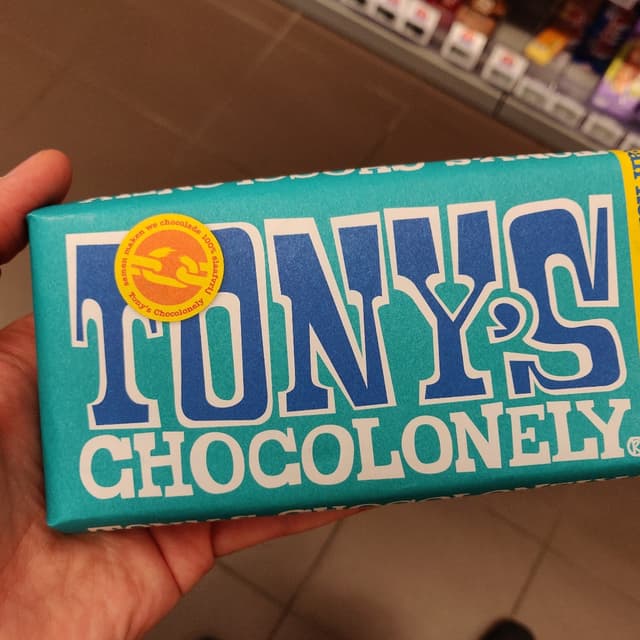 TONY'S
CHOCOLONELY®
samen maken we chocolade 100% slaafvrij
Tony's Chocolonely